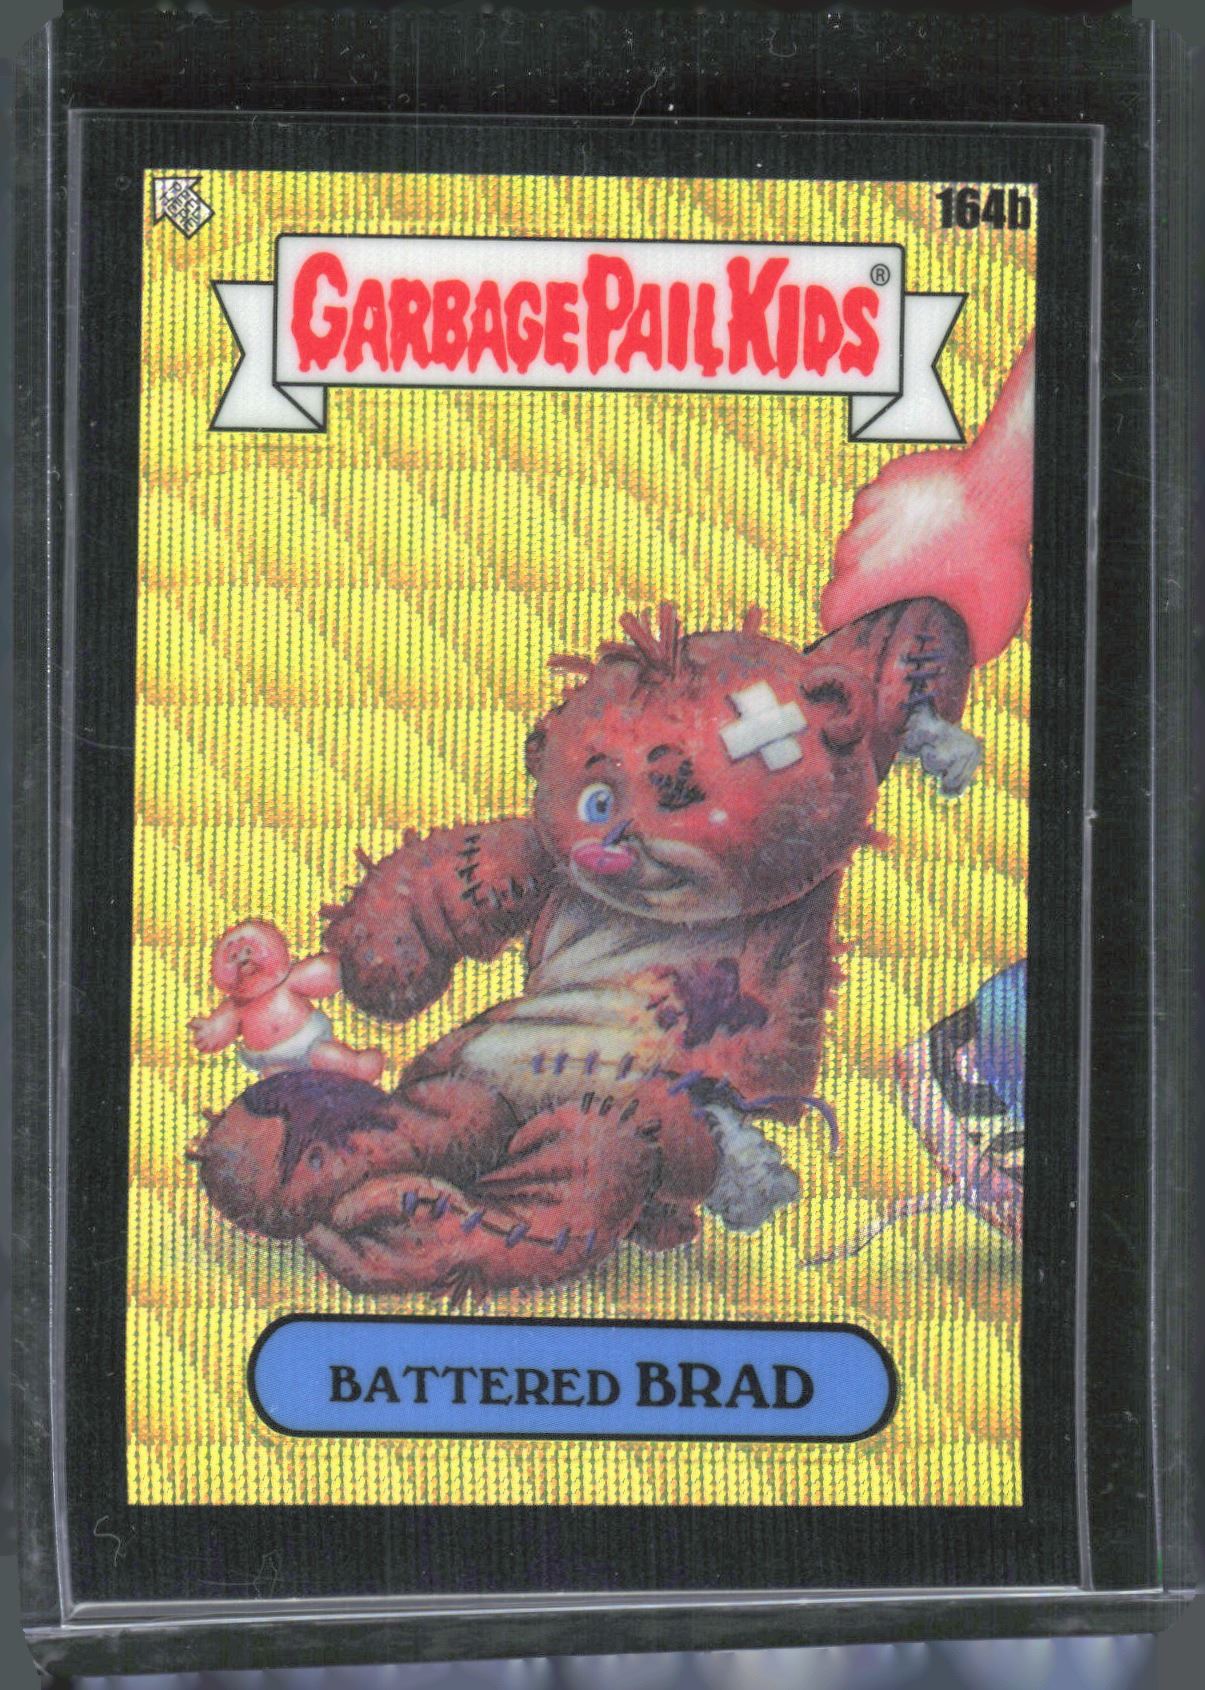 164b
GARBAGE PAIL KIDS®
BATTERED BRAD